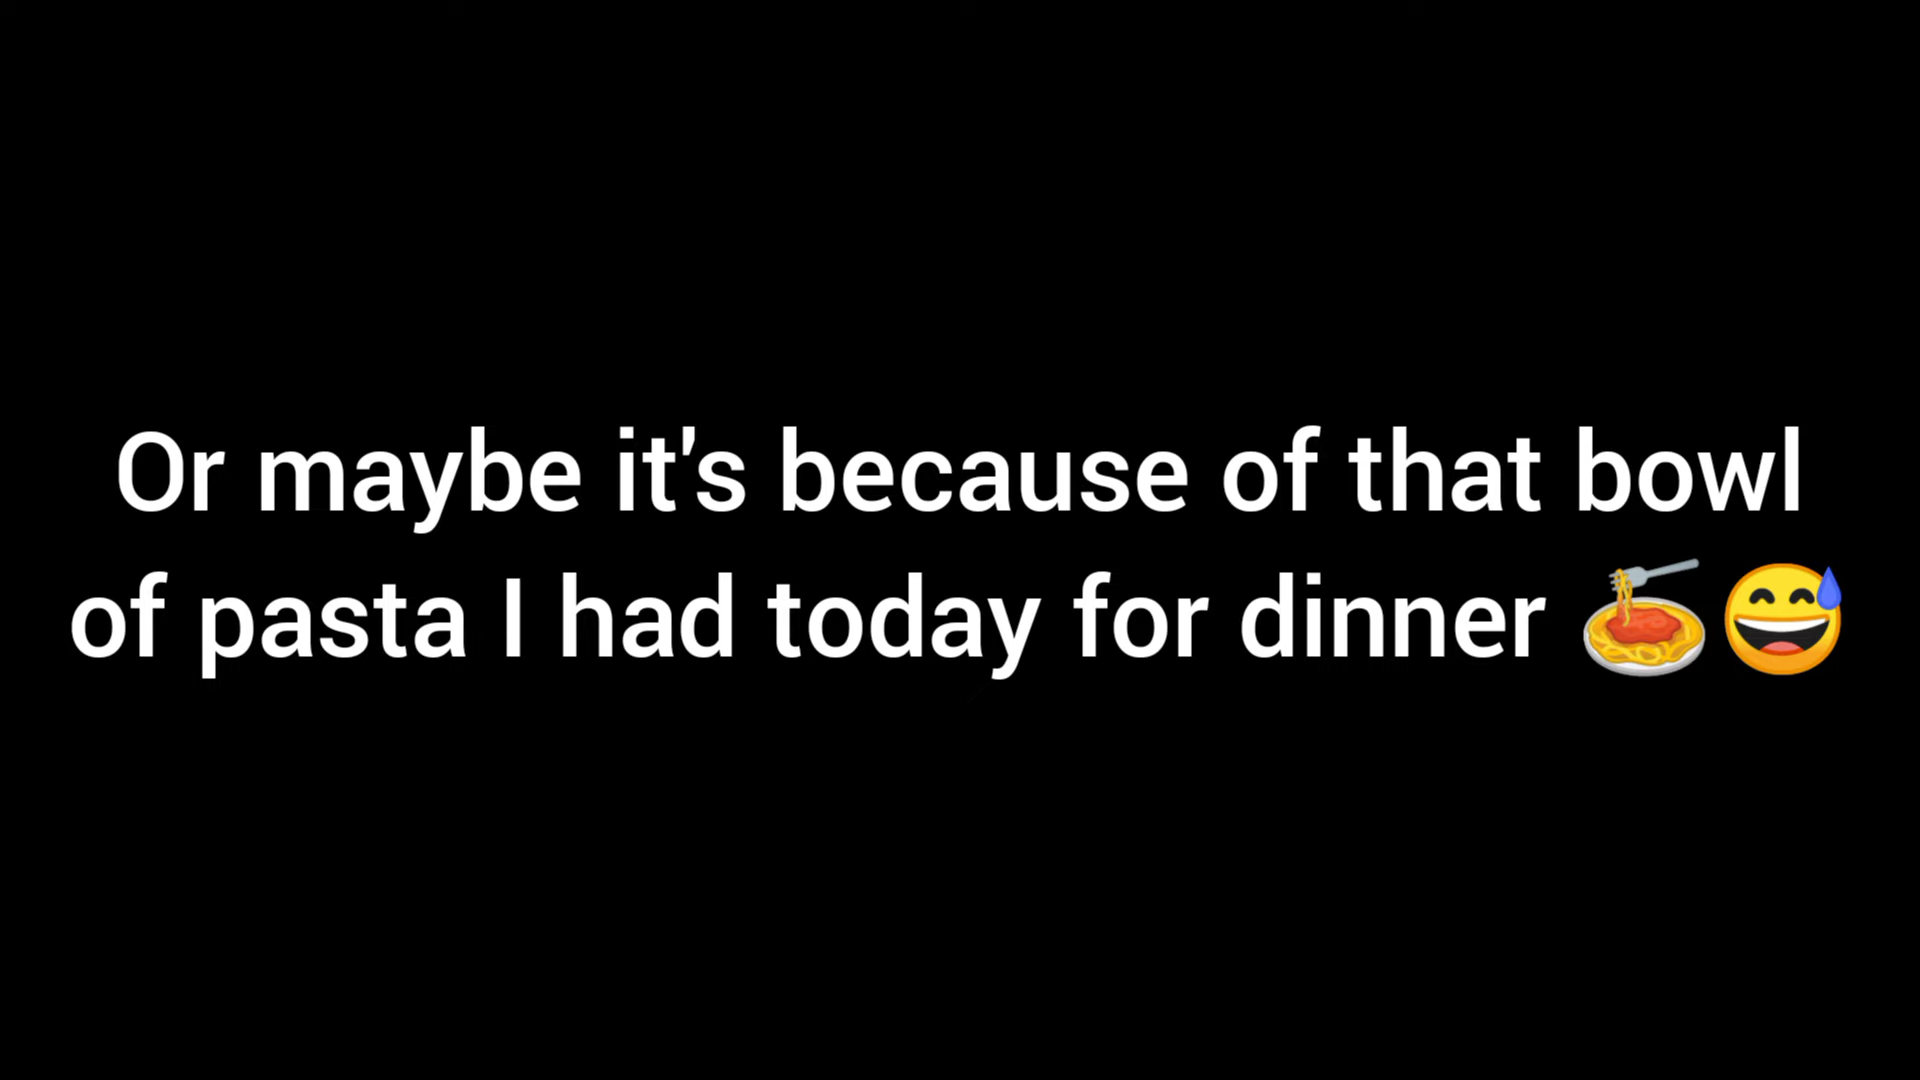 Or maybe it's because of that bowl
of pasta I had today for dinner 🍝😅